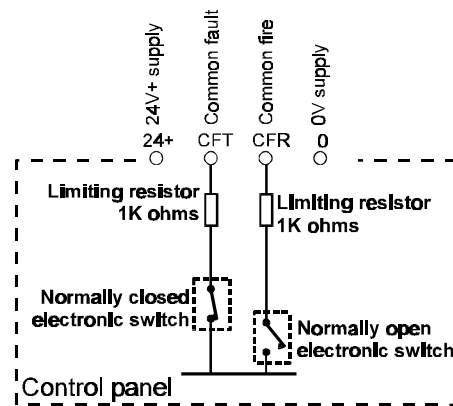 24V+ supply
Common fault
Common fire
0V supply
24+ CFT CFR 0
Limiting resistor
1K ohms
Limiting resistor
1K ohms
Normally closed
electronic switch
Normally open
electronic switch
Control panel